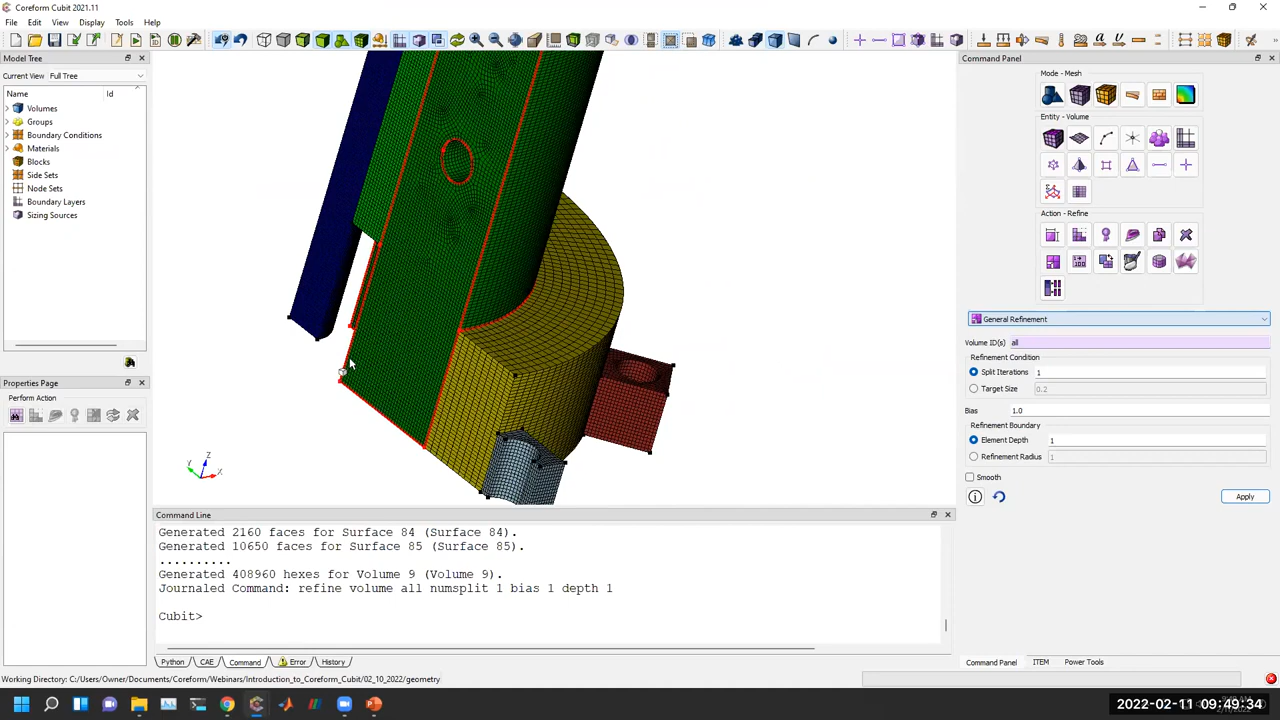 Coreform Cubit 2021.11
File Edit View Display Tools Help
Model Tree
Current View Full Tree
Name Id
Volumes
Groups
Boundary Conditions
Materials
Blocks
Side Sets
Node Sets
Boundary Layers
Sizing Sources
Properties Page
Perform Action
Z
Y
X
Command Line
Generated 2160 faces for Surface 84 (Surface 84).
Generated 10650 faces for Surface 85 (Surface 85).
..........
Generated 408960 hexes for Volume 9 (Volume 9).
Journaled Command: refine volume all numsplit 1 bias 1 depth 1
Cubit>
Python CAE Command Error History
Command Panel
Mode - Mesh
Entity - Volume
Action - Refine
General Refinement
Volume ID(s) all
Refinement Condition
Split Iterations 1
Target Size 0.2
Bias 1.0
Refinement Boundary
Element Depth 1
Refinement Radius 1
Smooth
Apply
Command Panel ITEM Power Tools
Working Directory: C:/Users/Owner/Documents/Coreform/Webinars/Introduction_to_Coreform_Cubit/02_10_2022/geometry
2022-02-11 09:49:34